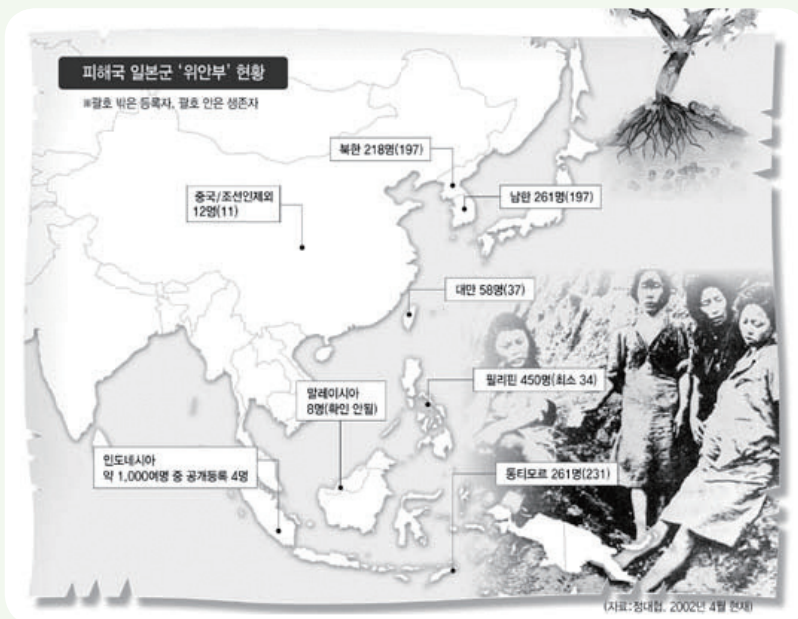 피해국 일본군 '위안부' 현황
※괄호 밖은 등록자, 괄호 안은 생존자
북한 218명(197)
중국/조선인제외
12명(11)
남한 261명(197)
대만 58명(37)
필리핀 450명(최소 34)
말레이시아
8명(확인 안됨)
인도네시아
약 1,000여명 중 공개등록 4명
동티모르 261명(231)
(자료:정대협, 2002년 4월 현재)